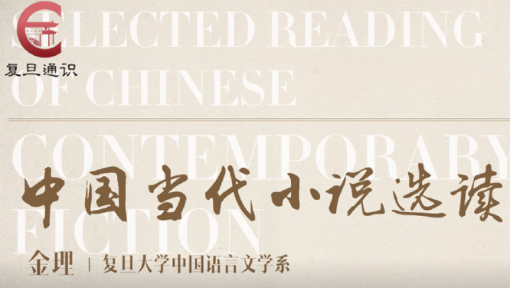 SELECTED READING
复旦通识
OF CHINESE
CONTEMPORARY
中国当代小说选读
FICTION
金理 | 复旦大学中国语言文学系